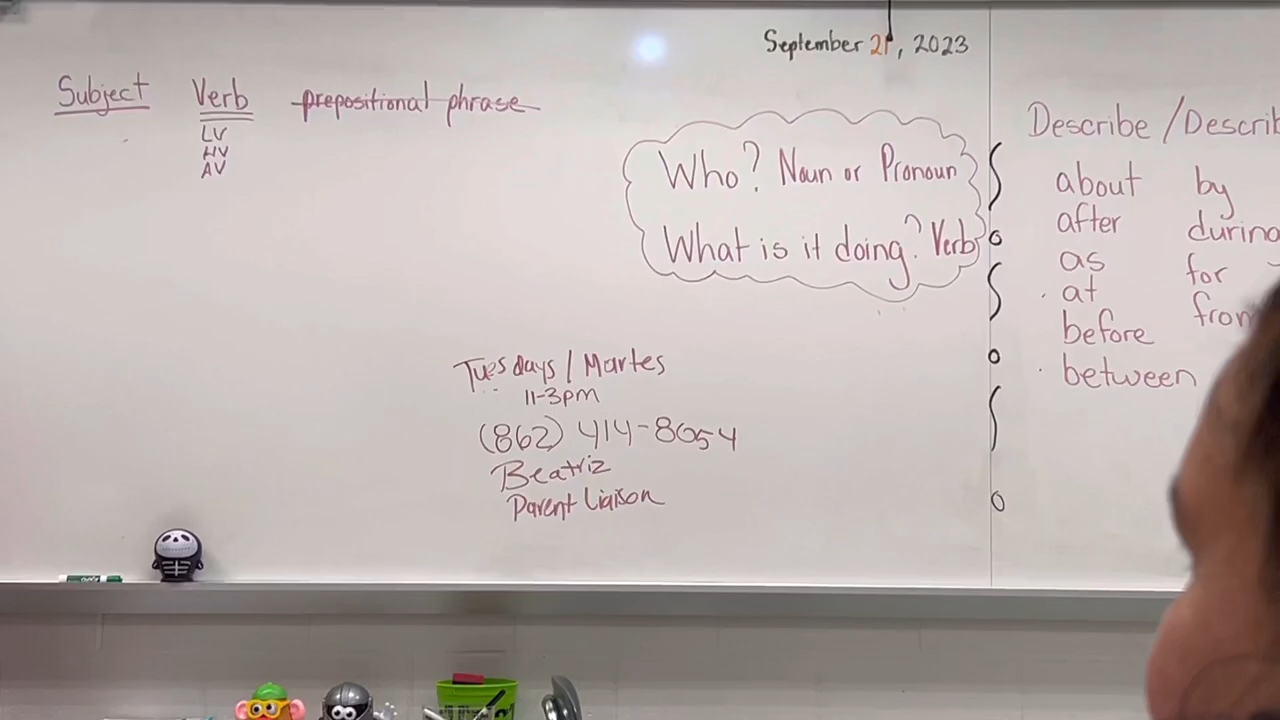 September 21, 2023
Subject Verb prepositional phrase
LV
HV
AV
Who? Noun or Pronoun
What is it doing? Verb
Tuesdays / Martes
11-3pm
(862) 414-8054
Beatriz
Parent Liaison
Describe / Describ
about by
after during
as for
at from
before
between